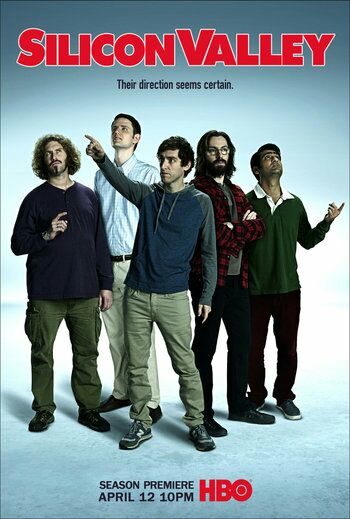 SILICON VALLEY
Their direction seems certain.
SEASON PREMIERE
APRIL 12 10PM HBO